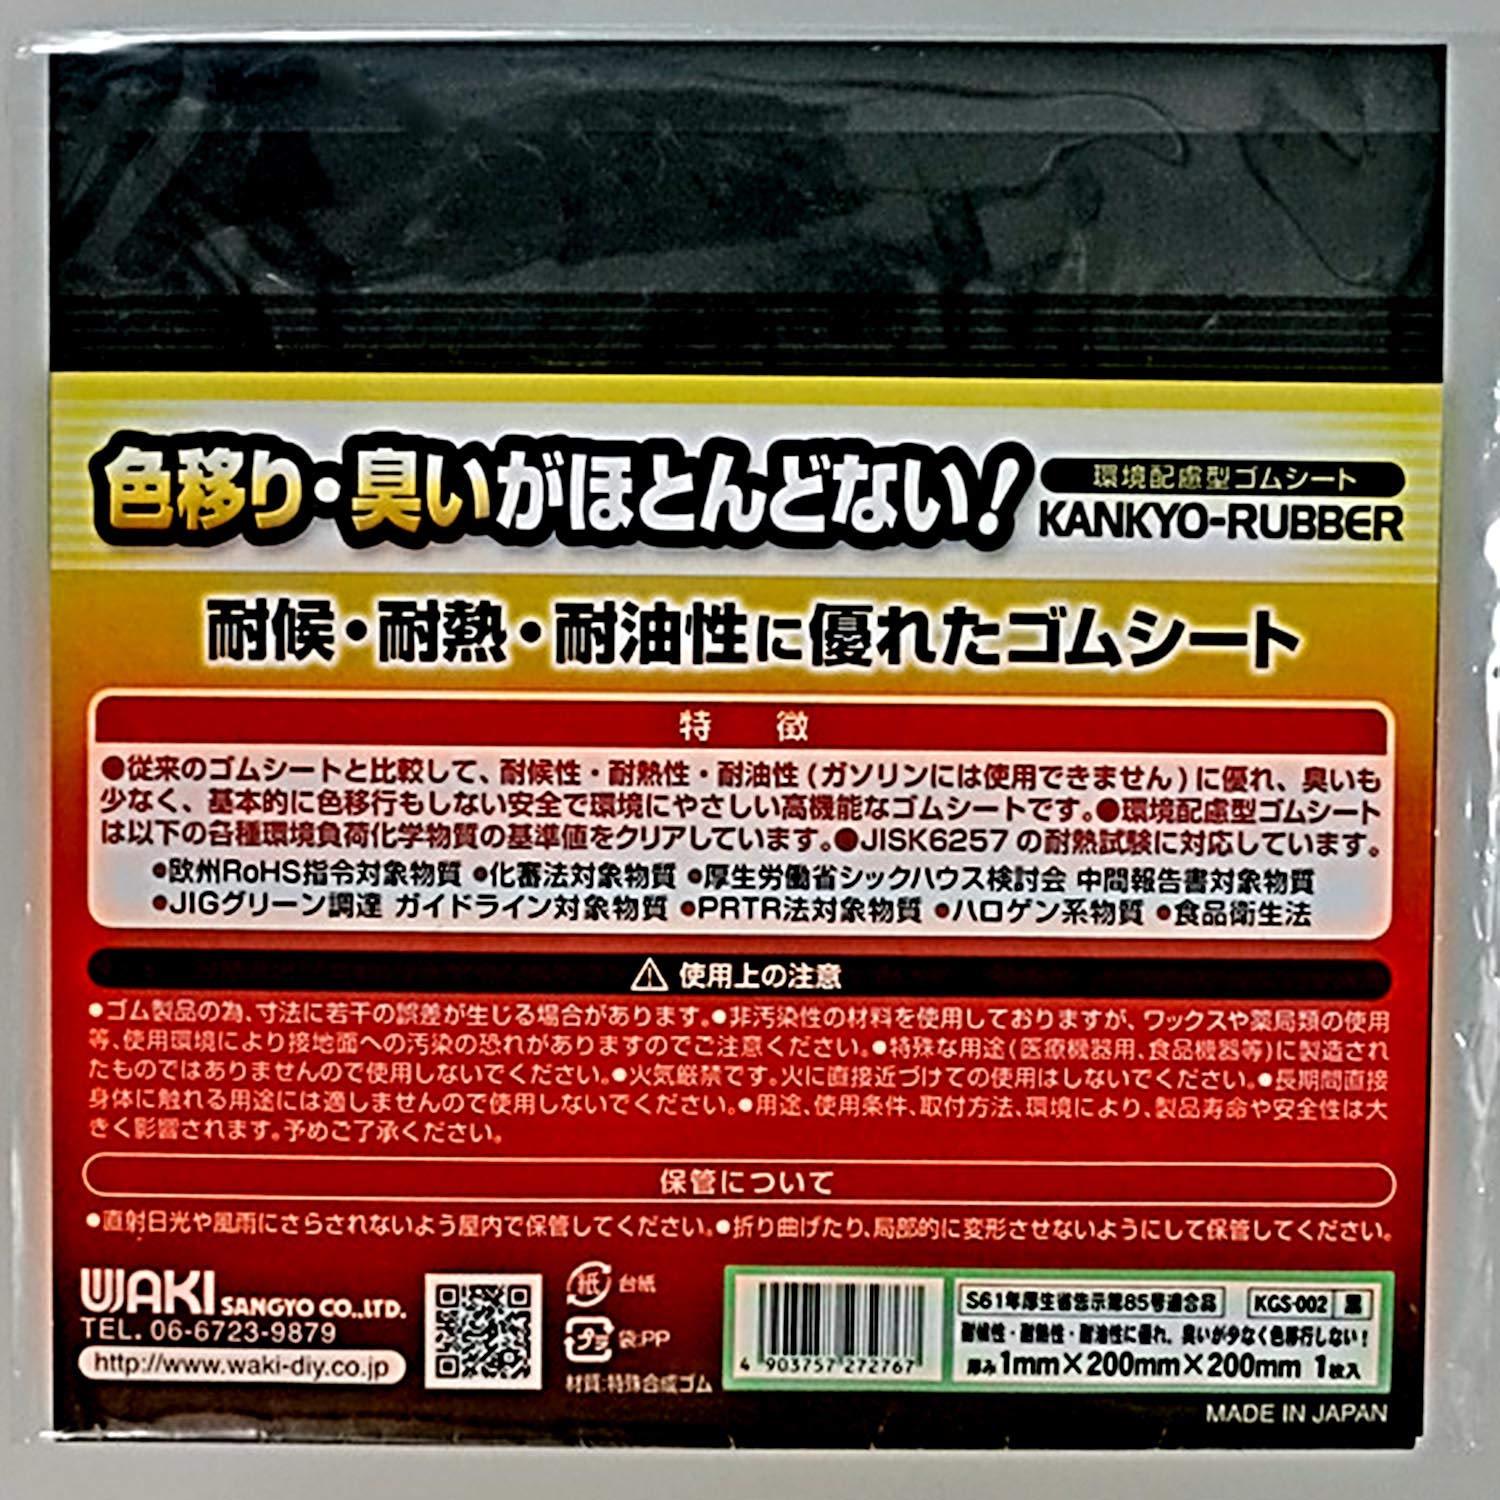 色移り・臭いがほとんどない!
環境配慮型ゴムシート
KANKYO-RUBBER
耐候・耐熱・耐油性に優れたゴムシート
特 徴
●従来のゴムシートと比較して、耐候性・耐熱性・耐油性(ガソリンには使用できません)に優れ、臭いも
少なく、基本的に色移行もしない安全で環境にやさしい高機能なゴムシートです。●環境配慮型ゴムシート
は以下の各種環境負荷化学物質の基準値をクリアしています。●JISK6257の耐熱試験に対応しています。
●欧州RoHS指令対象物質 ●化審法対象物質 ●厚生労働省シックハウス検討会 中間報告書対象物質
●JIGグリーン調達 ガイドライン対象物質 ●PRTR法対象物質 ●ハロゲン系物質 ●食品衛生法
⚠ 使用上の注意
●ゴム製品の為、寸法に若干の誤差が生じる場合があります。●非汚染性の材料を使用しておりますが、ワックスや薬局類の使用
等、使用環境により接地面への汚染の恐れがありますのでご注意ください。●特殊な用途(医療機器用、食品機器等)に製造され
たものではありませんので使用しないでください。●火気厳禁です。火に直接近づけての使用はしないでください。●長期間直接
身体に触れる用途には適しませんので使用しないでください。●用途、使用条件、取付方法、環境により、製品寿命や安全性は大
きく影響されます。予めご了承ください。
保管について
●直射日光や風雨にさらされないよう屋内で保管してください。●折り曲げたり、局部的に変形させないようにして保管してください。
WAKI SANGYO CO.,LTD.
TEL. 06-6723-9879
http://www.waki-diy.co.jp
紙 台紙
プラ 袋:PP
材質:特殊合成ゴム
4 903757 272767
S61年厚生省告示第85号適合品 KGS-002 黒
耐候性・耐熱性・耐油性に優れ、臭いが少なく色移行しない!
厚み1mm×200mm×200mm 1枚入
MADE IN JAPAN